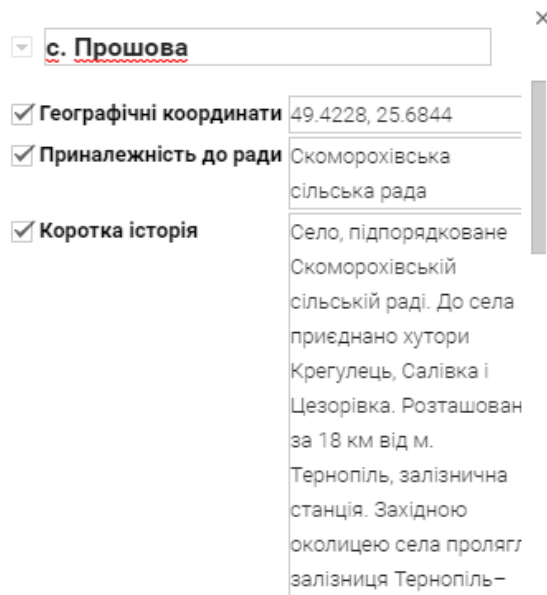 с. Прошова
Географічні координати 49.4228, 25.6844
Приналежність до ради Скоморохівська
сільська рада
Коротка історія Село, підпорядковане
Скоморохівській
сільській раді. До села
приєднано хутори
Крегулець, Салівка і
Цезорівка. Розташован
за 18 км від м.
Тернопіль, залізнична
станція. Західною
околицею села пролягл
залізниця Тернопіль–